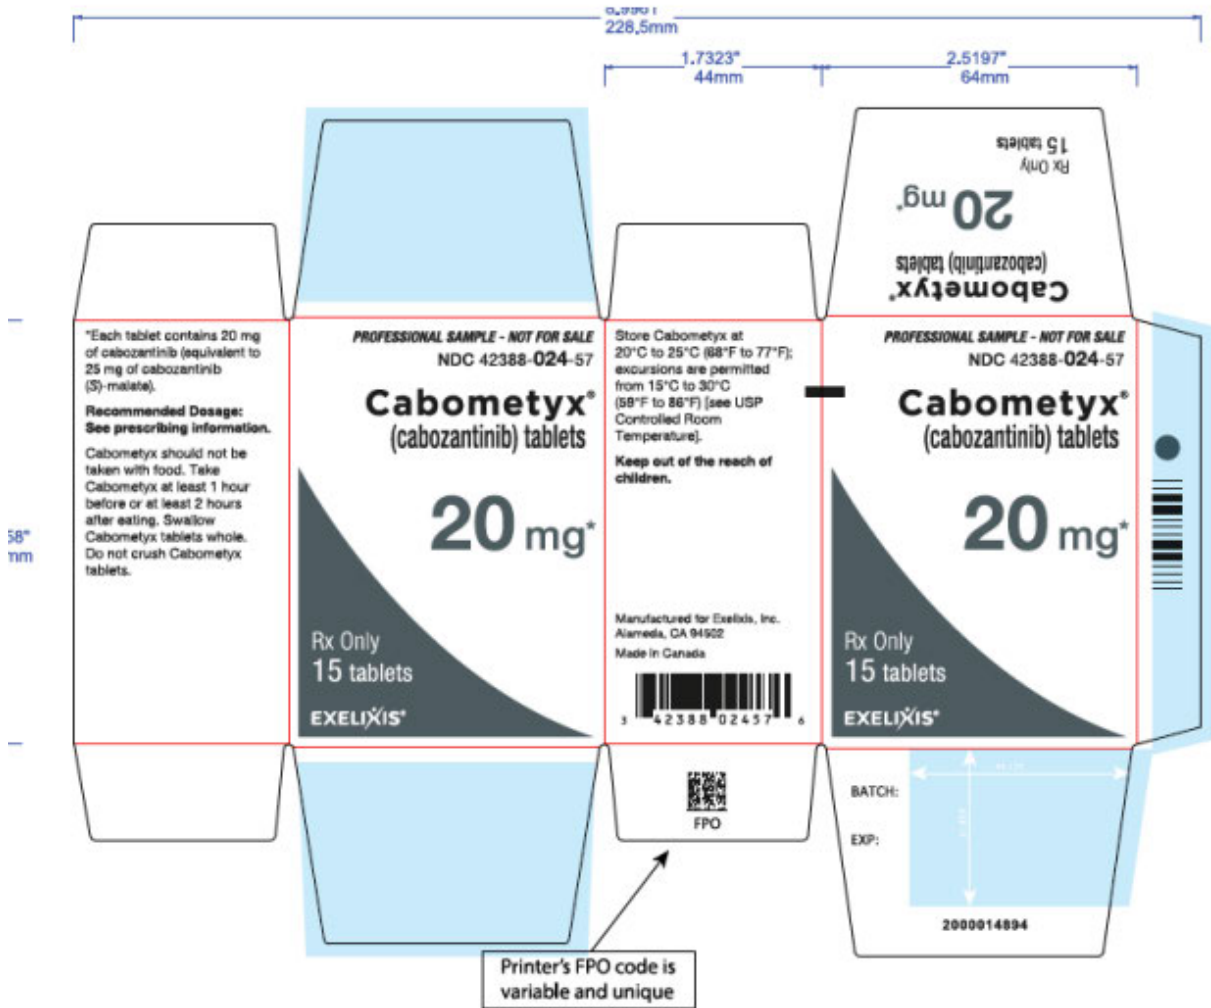 228.5mm
1.7323"
44mm
2.5197"
64mm
15 tablets
Rx Only
20 mg*
(cabozantinib) tablets
Cabometyx®
*Each tablet contains 20 mg
of cabozantinib (equivalent to
25 mg of cabozantinib
(S)-malate).
Recommended Dosage:
See prescribing information.
Cabometyx should not be
taken with food. Take
Cabometyx at least 1 hour
before or at least 2 hours
after eating. Swallow
Cabometyx tablets whole.
Do not crush Cabometyx
tablets.
PROFESSIONAL SAMPLE - NOT FOR SALE
NDC 42388-024-57
Cabometyx®
(cabozantinib) tablets
20 mg*
Rx Only
15 tablets
EXELIXIS®
Store Cabometyx at
20°C to 25°C (68°F to 77°F);
excursions are permitted
from 15°C to 30°C
(59°F to 86°F) [see USP
Controlled Room
Temperature].
Keep out of the reach of
children.
Manufactured for Exelixis, Inc.
Alameda, CA 94502
Made in Canada
3 42388 02457 6
PROFESSIONAL SAMPLE - NOT FOR SALE
NDC 42388-024-57
Cabometyx®
(cabozantinib) tablets
20 mg*
Rx Only
15 tablets
EXELIXIS®
58"
mm
FPO
BATCH:
EXP:
2000014894
Printer's FPO code is
variable and unique